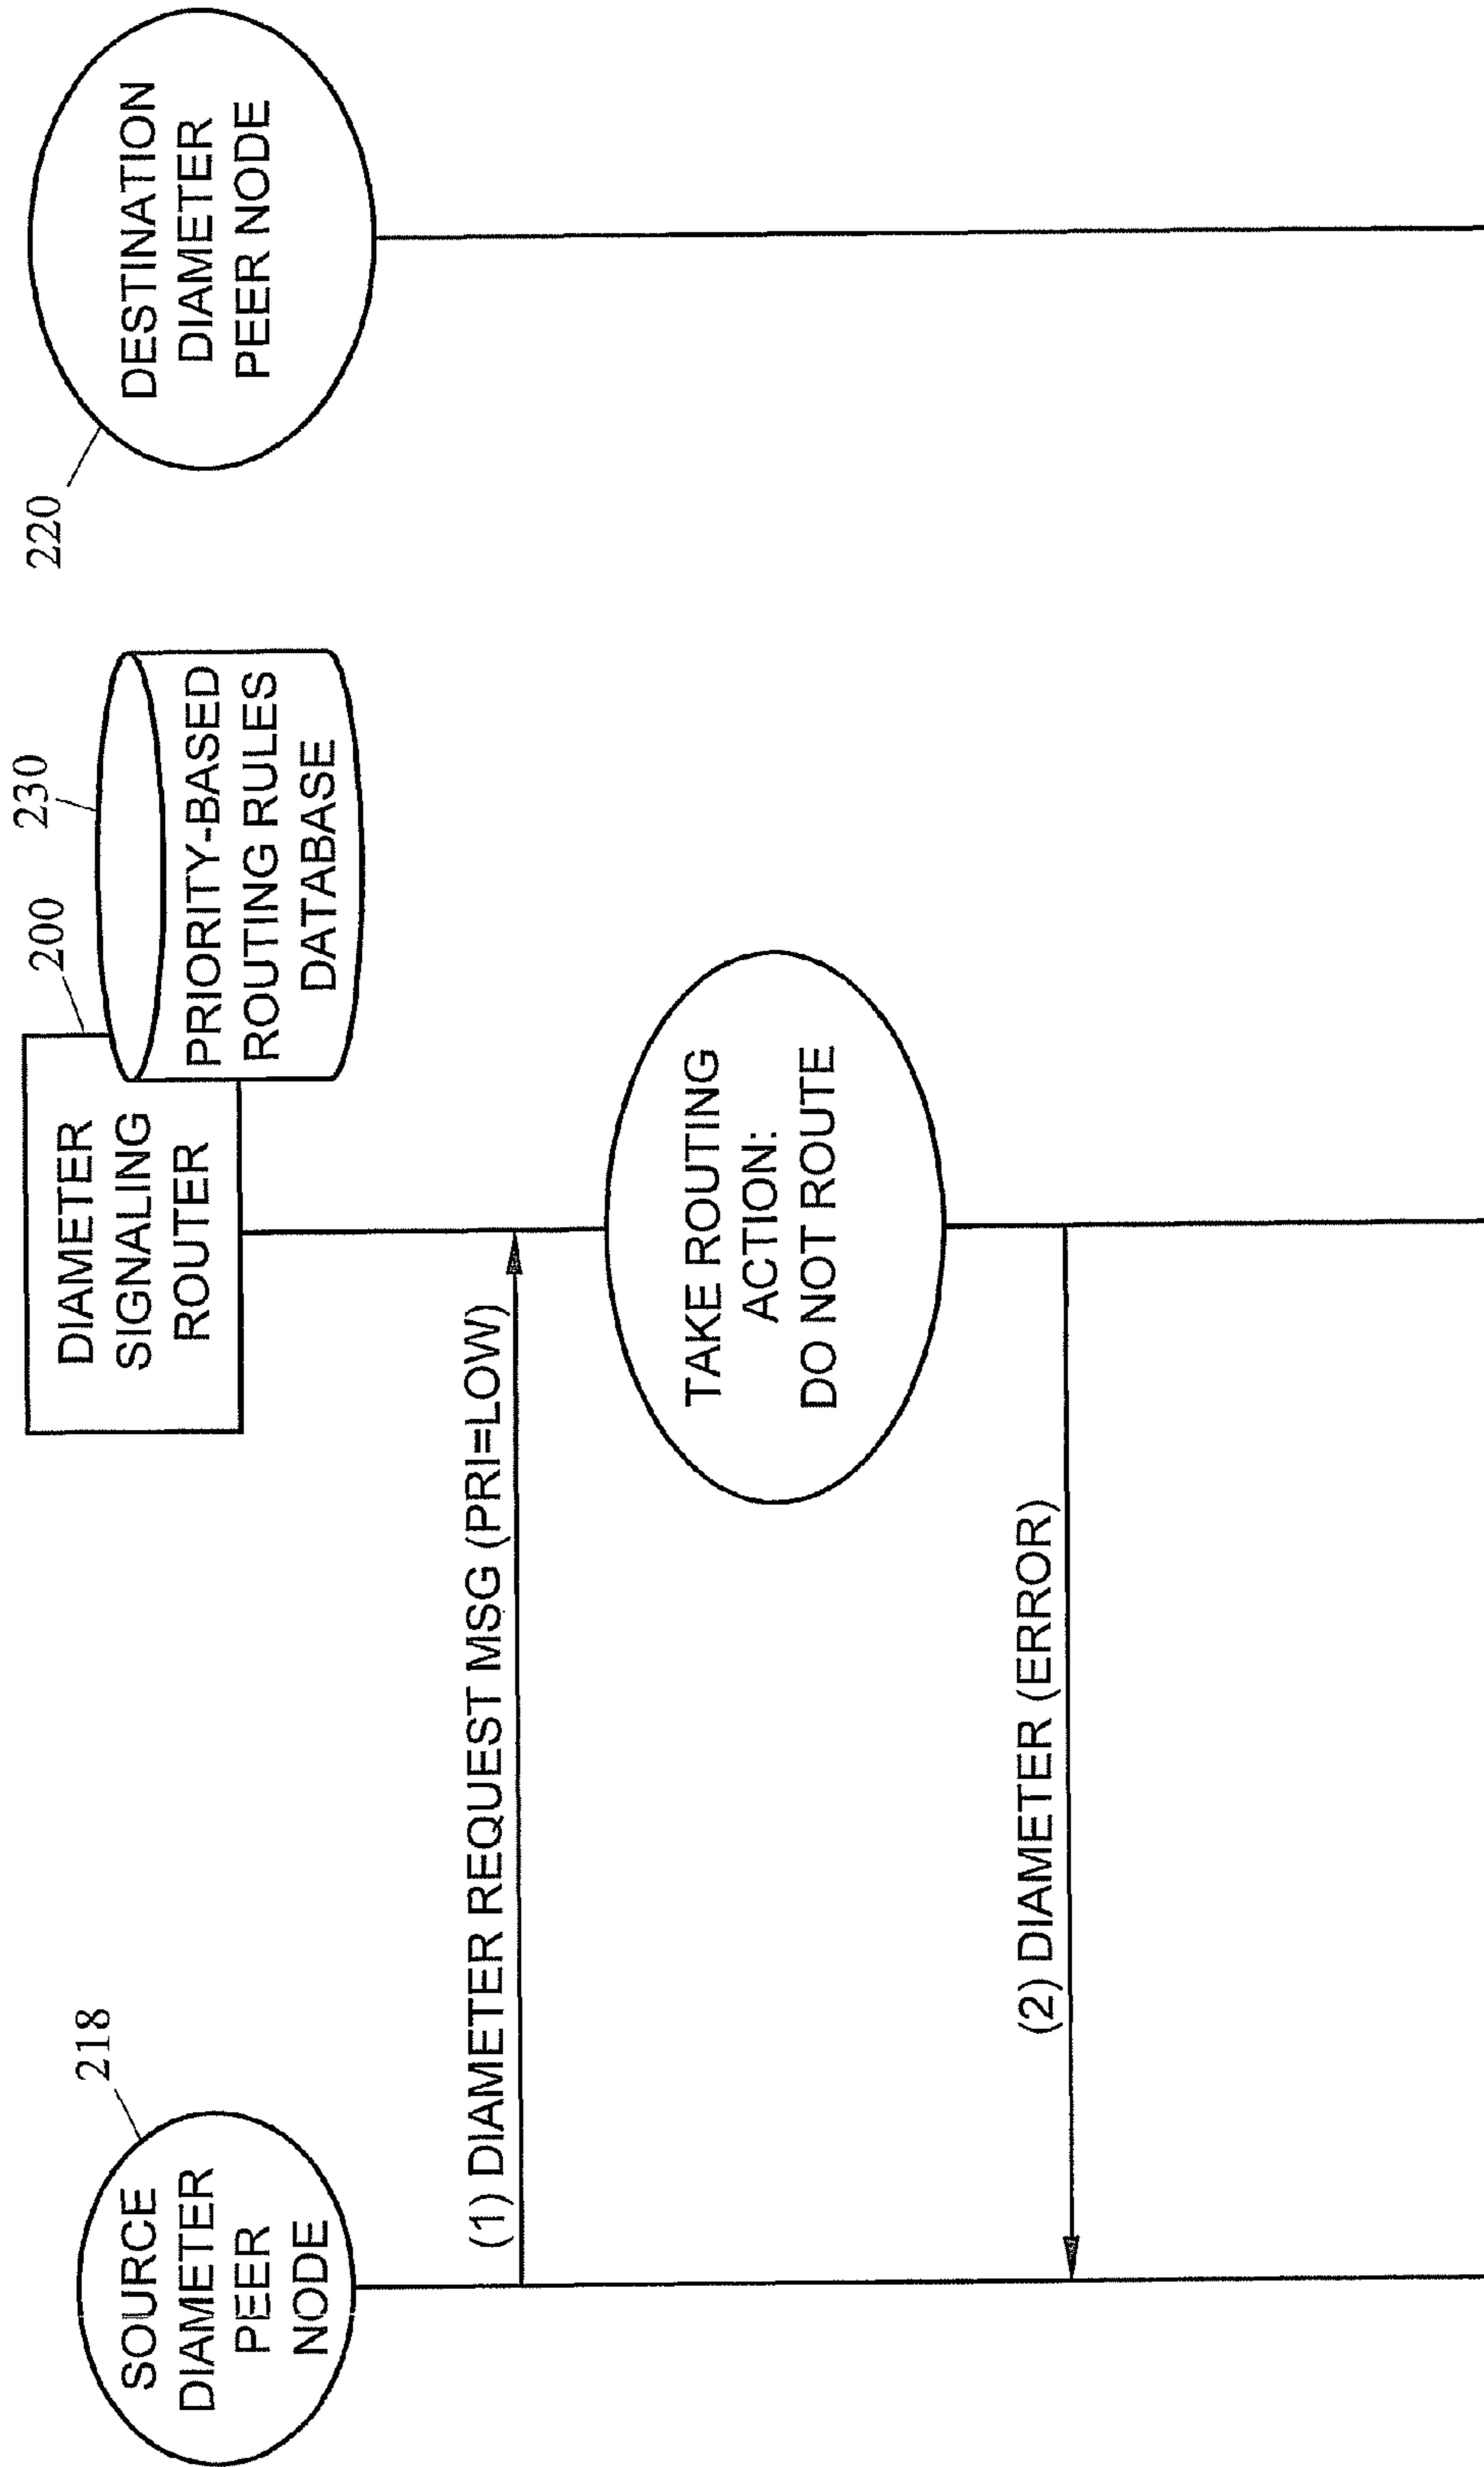 218
SOURCE
DIAMETER
PEER
NODE
200
DIAMETER
SIGNALING
ROUTER
230
PRIORITY-BASED
ROUTING RULES
DATABASE
220
DESTINATION
DIAMETER
PEER NODE
(1) DIAMETER REQUEST MSG (PRI=LOW)
TAKE ROUTING
ACTION:
DO NOT ROUTE
(2) DIAMETER (ERROR)